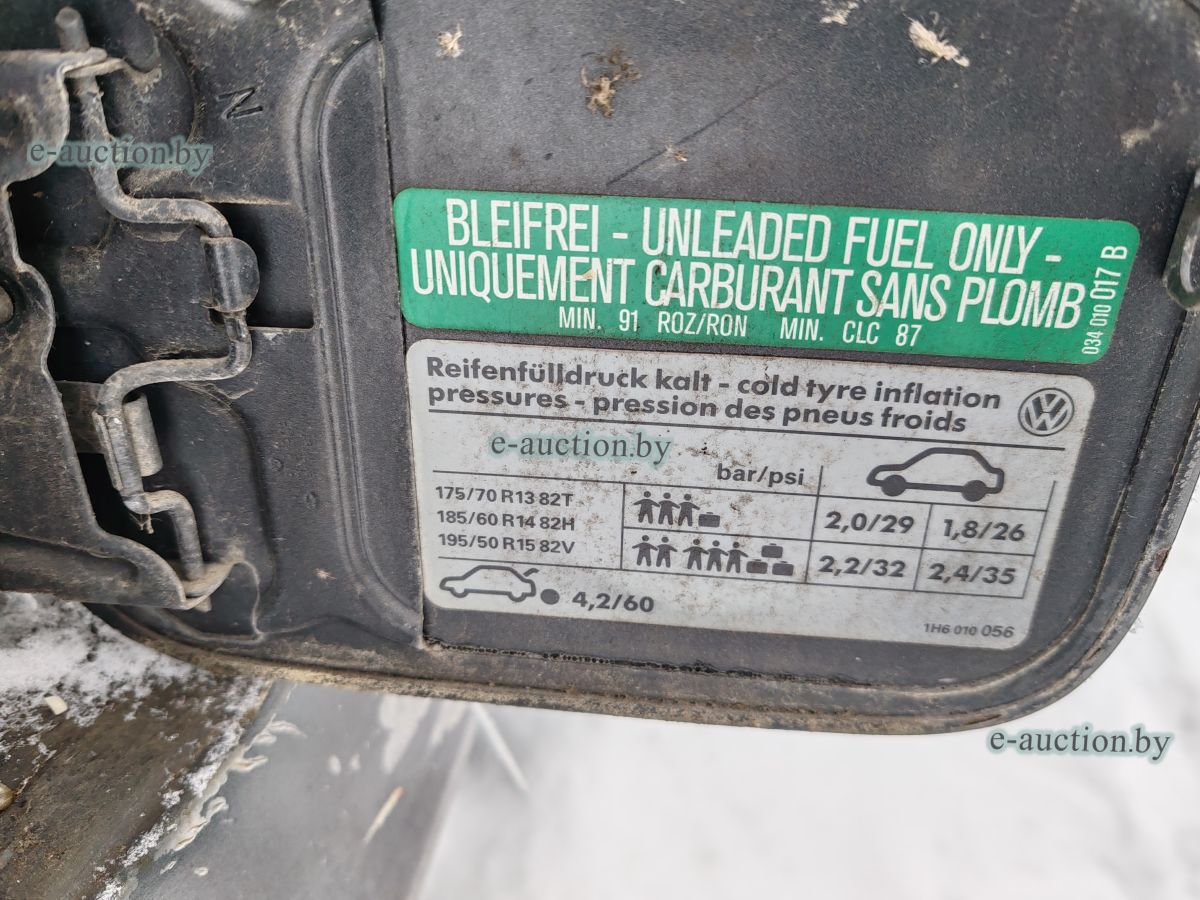 N
e-auction.by
BLEIFREI - UNLEADED FUEL ONLY -
UNIQUEMENT CARBURANT SANS PLOMB
MIN. 91 ROZ/RON MIN. CLC 87
034 010 017 B
Reifenfülldruck kalt - cold tyre inflation
pressures - pression des pneus froids
VW
e-auction.by
bar/psi
175/70 R13 82T
185/60 R14 82H
195/50 R15 82V
2,0/29 1,8/26
2,2/32 2,4/35
4,2/60
1H6 010 056
e-auction.by